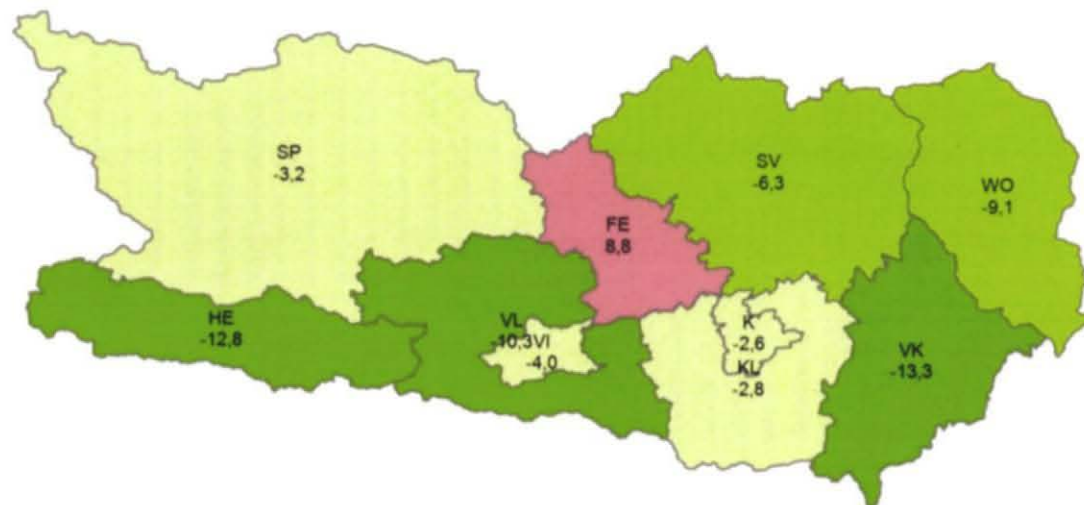 SP
-3,2
SV
-6,3
WO
-9,1
FE
8,8
HE
-12,8
VL
-10,3
VI
-4,0
K
-2,6
KL
-2,8
VK
-13,3